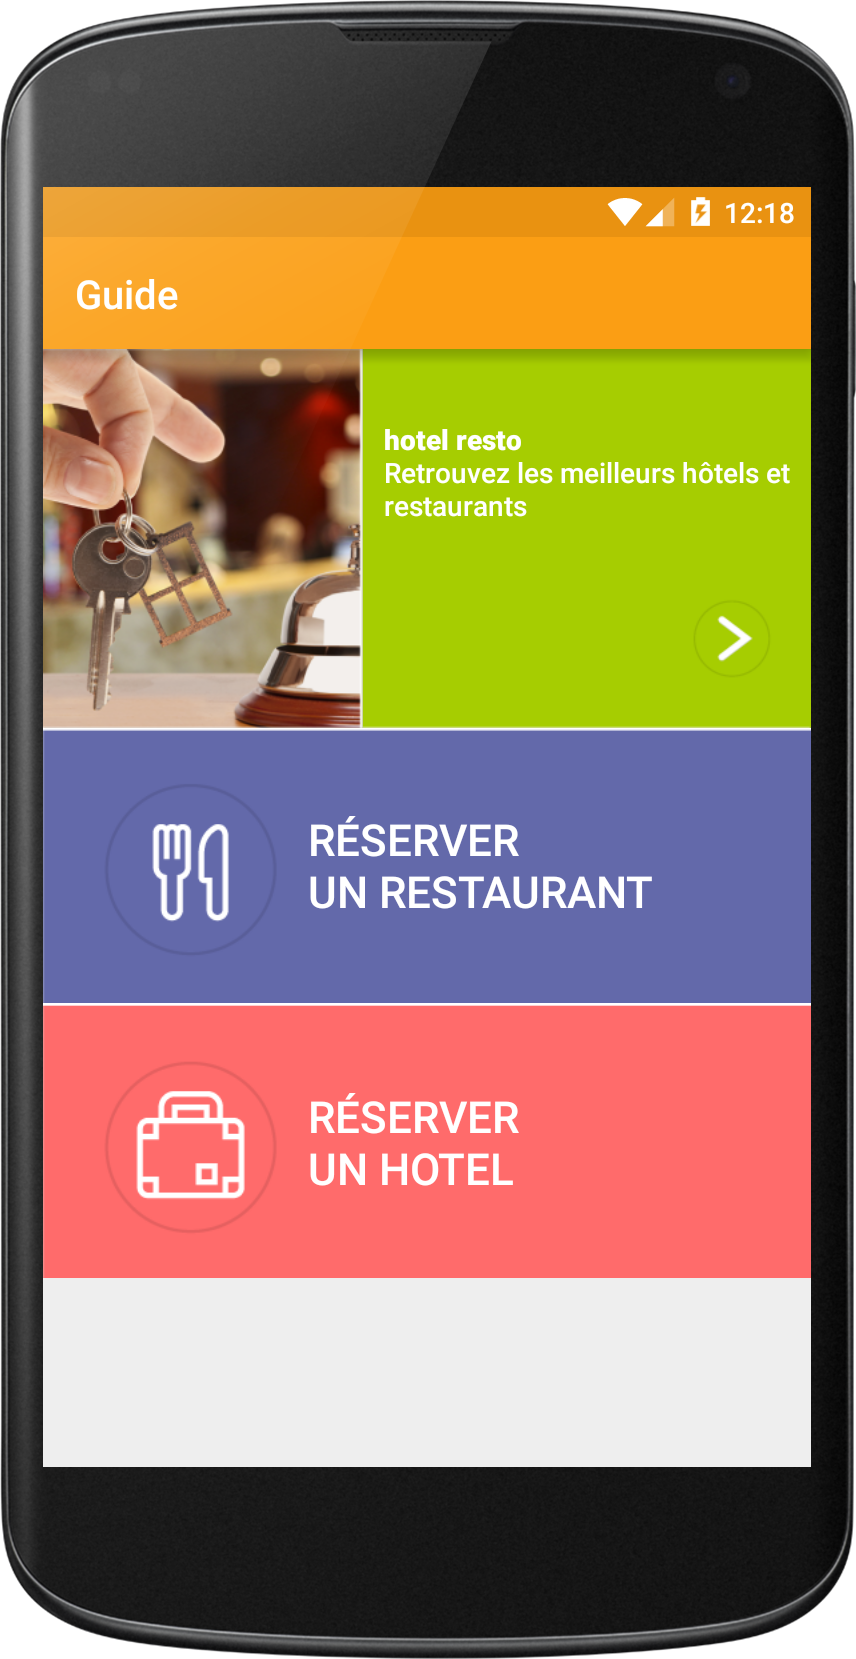 12:18
Guide
hotel resto
Retrouvez les meilleurs hôtels et
restaurants
RÉSERVER
UN RESTAURANT
RÉSERVER
UN HOTEL